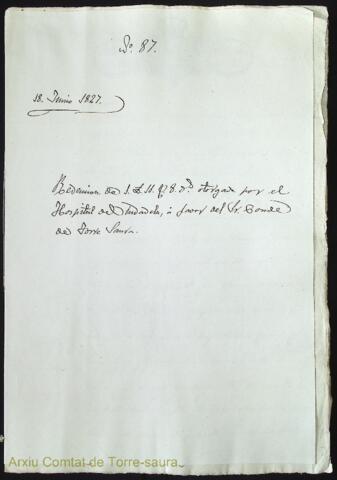 Nº. 87.
18. Junio 1827.
Redencion de 1. £ 11. 8. otorgada por el
Hospital de Ciudadela, á favor del Sr. Conde
de Torre Saura.
Arxiu Comtat de Torre-saura